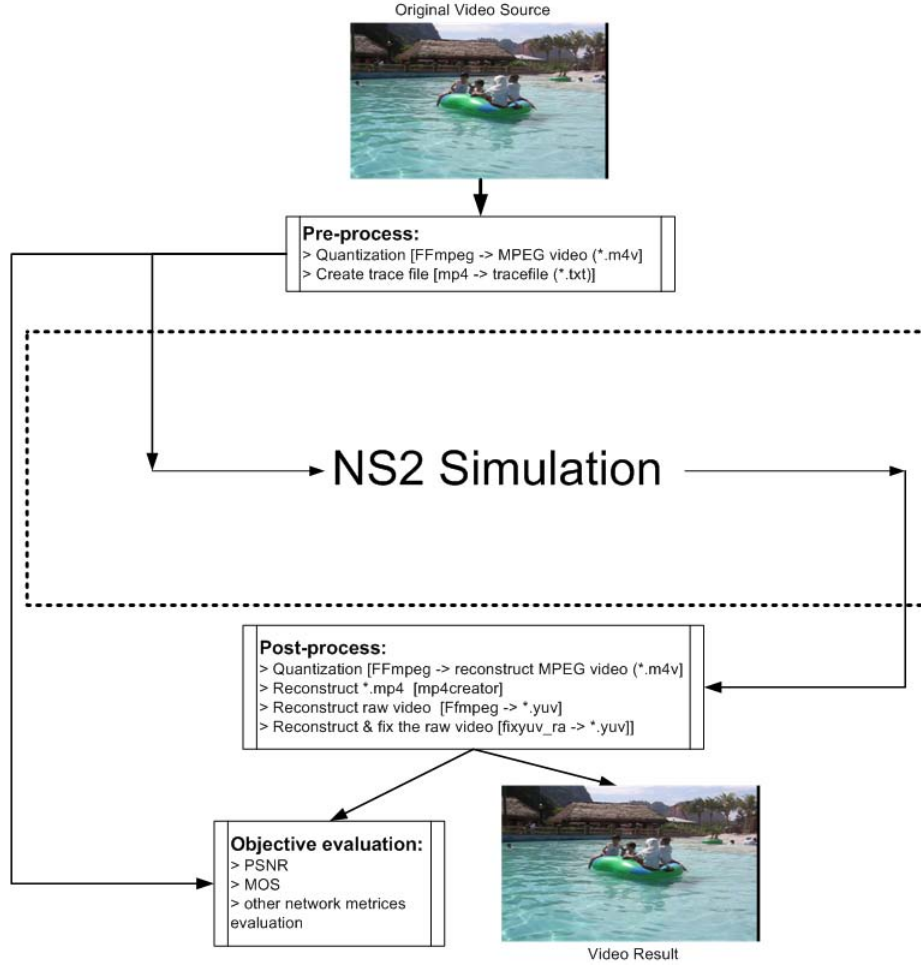 Original Video Source
Pre-process:
> Quantization [FFmpeg -> MPEG video (*.m4v]
> Create trace file [mp4 -> tracefile (*.txt)]
NS2 Simulation
Post-process:
> Quantization [FFmpeg -> reconstruct MPEG video (*.m4v]
> Reconstruct *.mp4 [mp4creator]
> Reconstruct raw video [Ffmpeg -> *.yuv]
> Reconstruct & fix the raw video [fixyuv_ra -> *.yuv]]
Objective evaluation:
> PSNR
> MOS
> other network metrices
evaluation
Video Result